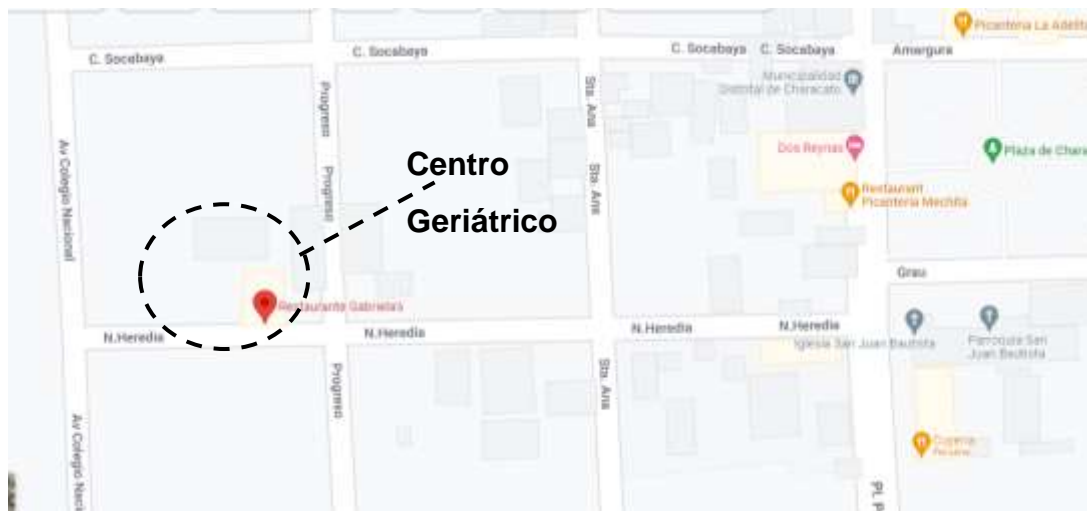 Picantería La Adelita
C. Socabaya
C. Socabaya
C. Socabaya
C. Socabaya
Amargura
Municipalidad
Distrital de Characato
Progreso
Sta. Ana
Av Colegio Nacional
Dos Reynas
Plaza de Chara
Centro
Geriátrico
Progreso
Sta. Ana
Restaurant
Picantería Mechita
Grau
Restaurante Gabriela's
N.Heredia
N.Heredia
N.Heredia
N.Heredia
Iglesia San Juan Bautista
Parroquia San
Juan Bautista
Progreso
Sta. Ana
Av Colegio Naci
Pl. P